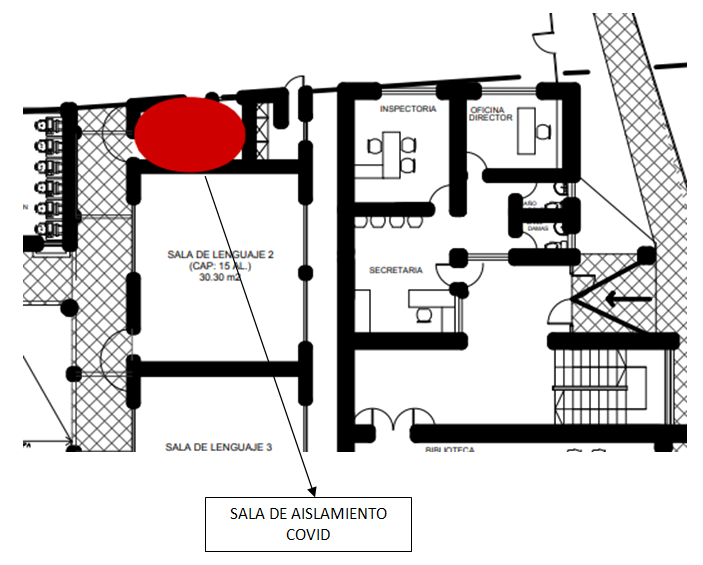 INSPECTORIA
OFICINA
DIRECTOR
DAMAS
SALA DE LENGUAJE 2
(CAP: 15 AL.)
30.30 m2
SECRETARIA
SALA DE LENGUAJE 3
BIBLIOTECA
SALA DE AISLAMIENTO
COVID